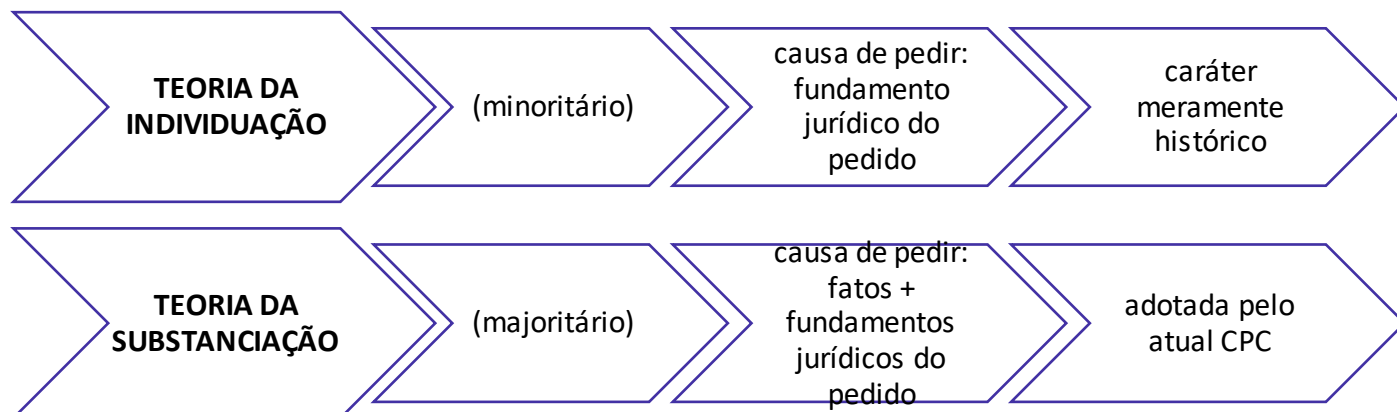 TEORIA DA
INDIVIDUAÇÃO
(minoritário)
causa de pedir:
fundamento
jurídico do
pedido
caráter
meramente
histórico
TEORIA DA
SUBSTANCIAÇÃO
(majoritário)
causa de pedir:
fatos +
fundamentos
jurídicos do
pedido
adotada pelo
atual CPC